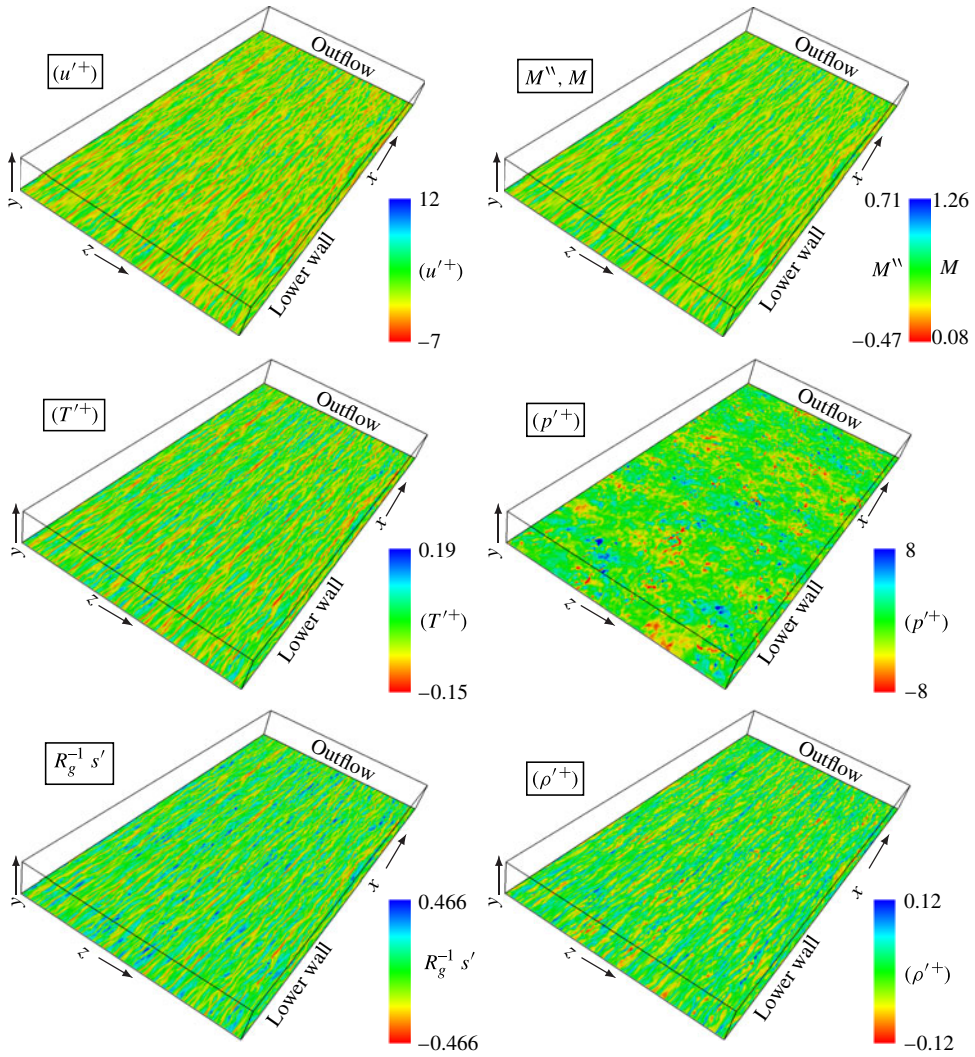 (u′⁺)
Outflow
y
z
x
Lower wall
12
(u′⁺)
−7
M‶, M
Outflow
y
z
x
Lower wall
0.71 1.26
M‶ M
−0.47 0.08
(T′⁺)
Outflow
y
z
x
Lower wall
0.19
(T′⁺)
−0.15
(p′⁺)
Outflow
y
z
x
Lower wall
8
(p′⁺)
−8
R_g⁻¹ s′
Outflow
y
z
x
Lower wall
0.466
R_g⁻¹ s′
−0.466
(ρ′⁺)
Outflow
y
z
x
Lower wall
0.12
(ρ′⁺)
−0.12